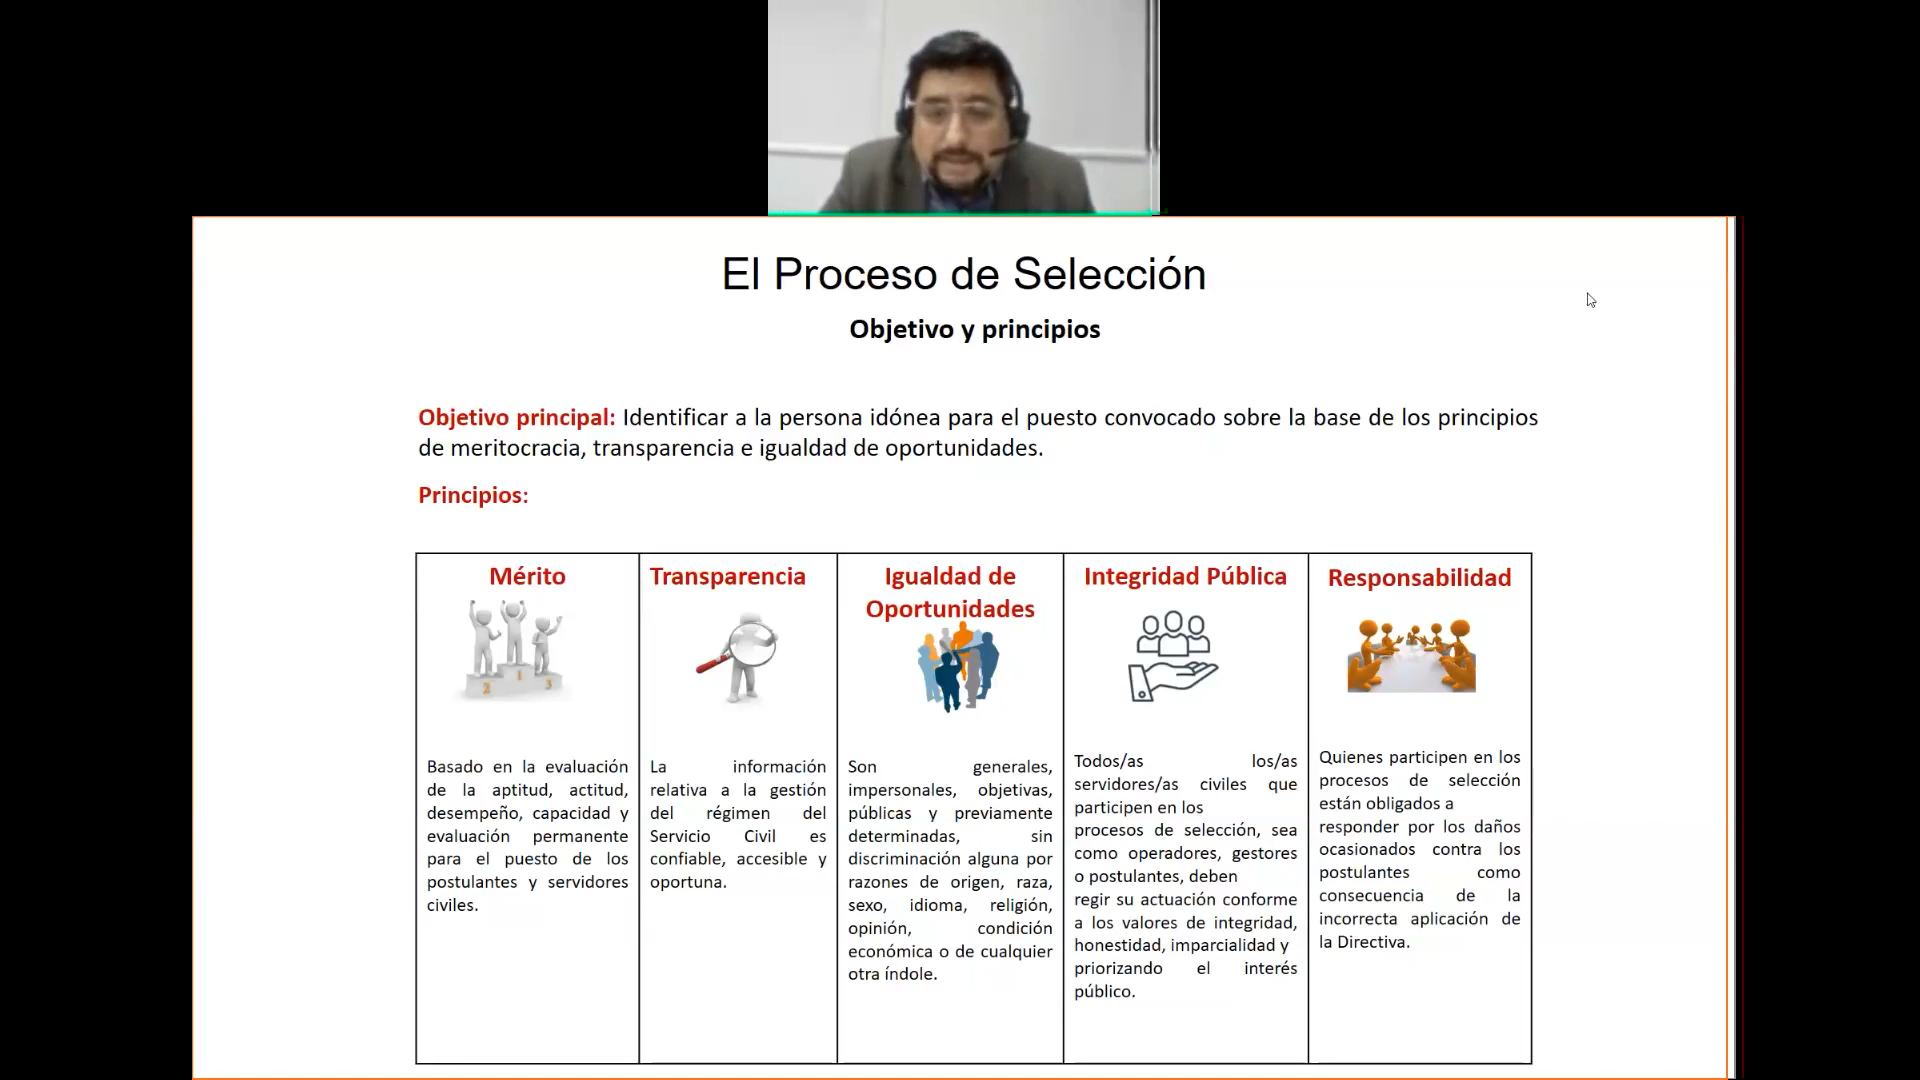 El Proceso de Selección
Objetivo y principios
Objetivo principal: Identificar a la persona idónea para el puesto convocado sobre la base de los principios
de meritocracia, transparencia e igualdad de oportunidades.
Principios:
Mérito
2 1 3
Basado en la evaluación
de la aptitud, actitud,
desempeño, capacidad y
evaluación permanente
para el puesto de los
postulantes y servidores
civiles.
Transparencia
La información
relativa a la gestión
del régimen del
Servicio Civil es
confiable, accesible y
oportuna.
Igualdad de
Oportunidades
Son generales,
impersonales, objetivas,
públicas y previamente
determinadas, sin
discriminación alguna por
razones de origen, raza,
sexo, idioma, religión,
opinión, condición
económica o de cualquier
otra índole.
Integridad Pública
Todos/as los/as
servidores/as civiles que
participen en los
procesos de selección, sea
como operadores, gestores
o postulantes, deben
regir su actuación conforme
a los valores de integridad,
honestidad, imparcialidad y
priorizando el interés
público.
Responsabilidad
Quienes participen en los
procesos de selección
están obligados a
responder por los daños
ocasionados contra los
postulantes como
consecuencia de la
incorrecta aplicación de
la Directiva.